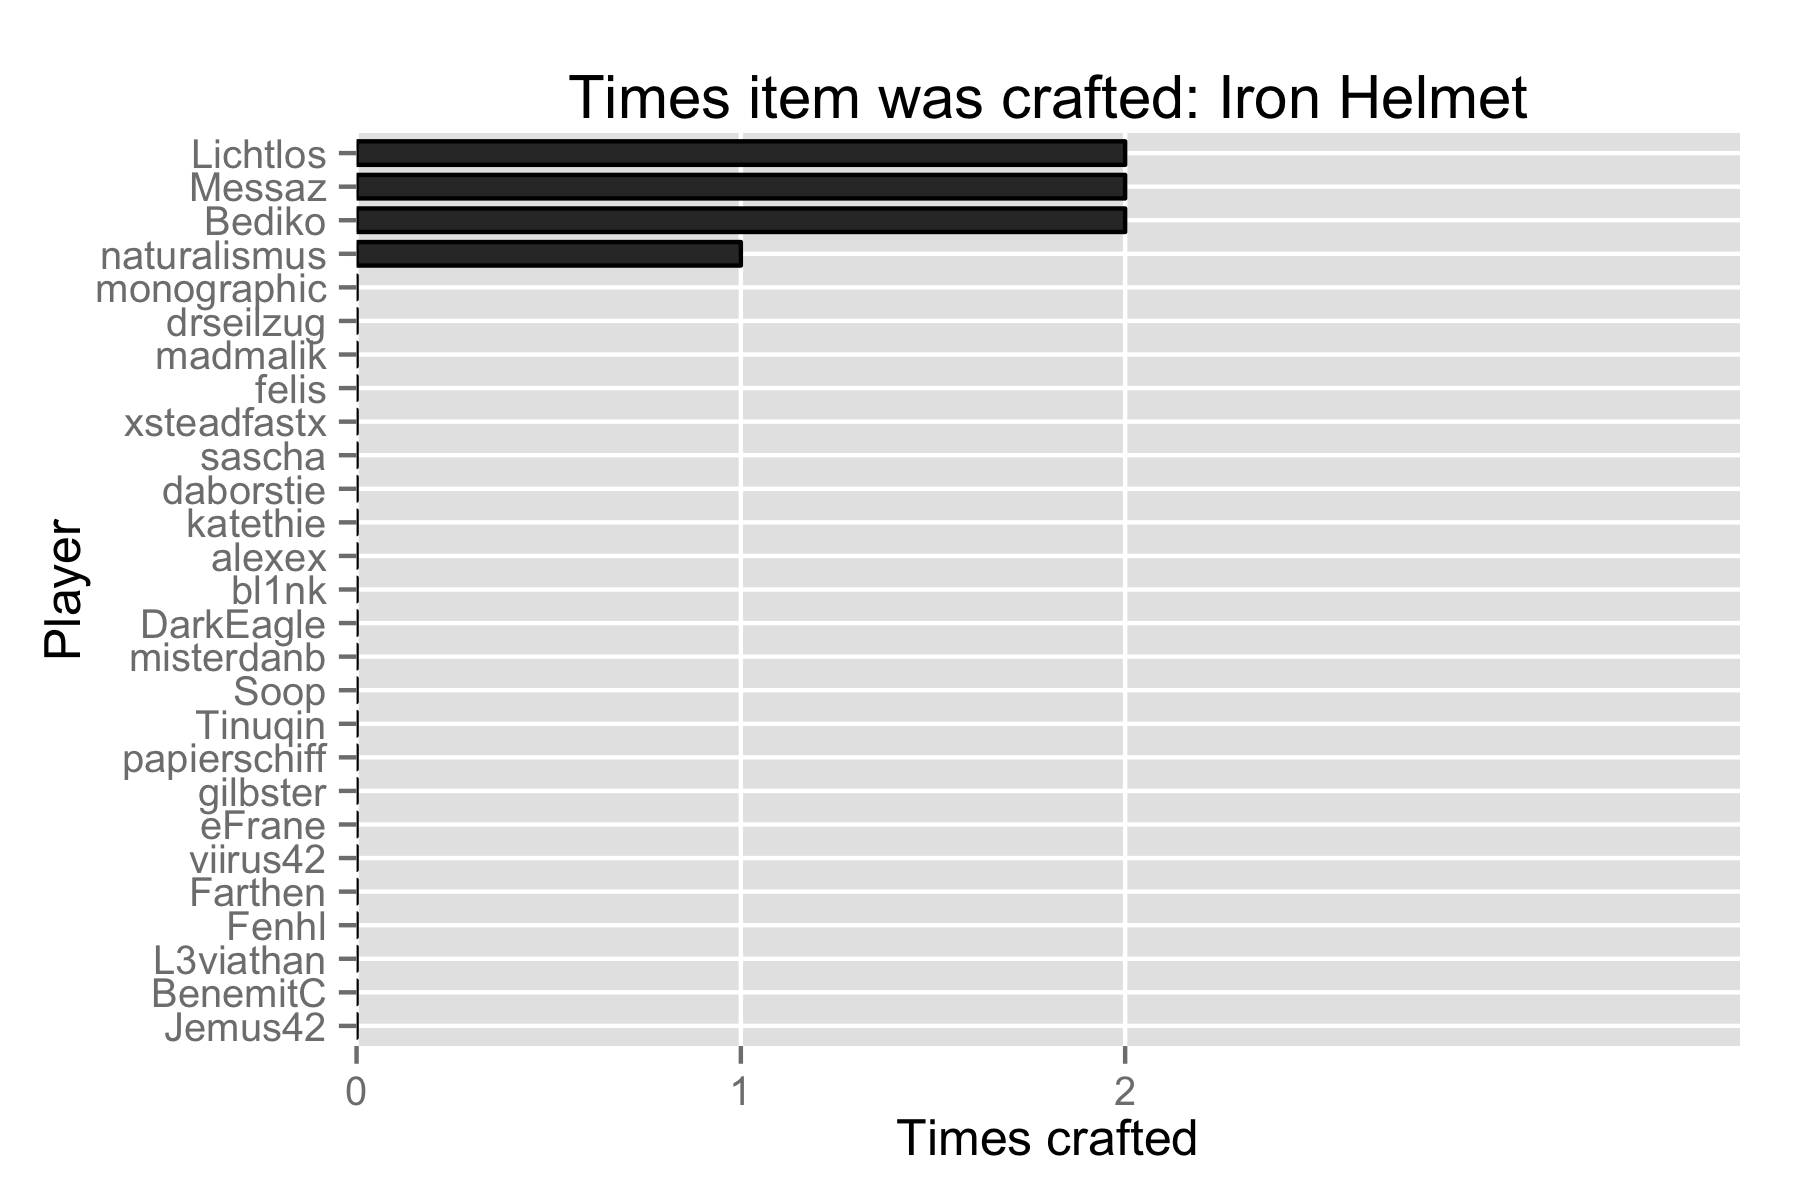 Times item was crafted: Iron Helmet
Lichtlos
Messaz
Bediko
naturalismus
monographic
drseilzug
madmalik
felis
xsteadfastx
sascha
daborstie
katethie
alexex
bl1nk
DarkEagle
misterdanb
Soop
Tinuqin
papierschiff
gilbster
eFrane
viirus42
Farthen
Fenhl
L3viathan
BenemitC
Jemus42
Player
0 1 2
Times crafted